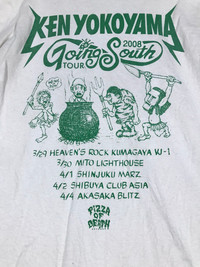 KEN YOKOYAMA
Going South
TOUR 2008
3/29 HEAVEN'S ROCK KUMAGAYA VJ-1
3/30 MITO LIGHTHOUSE
4/1 SHINJUKU MARZ
4/2 SHIBUYA CLUB ASIA
4/4 AKASAKA BLITZ
PIZZA
OF
DEATH